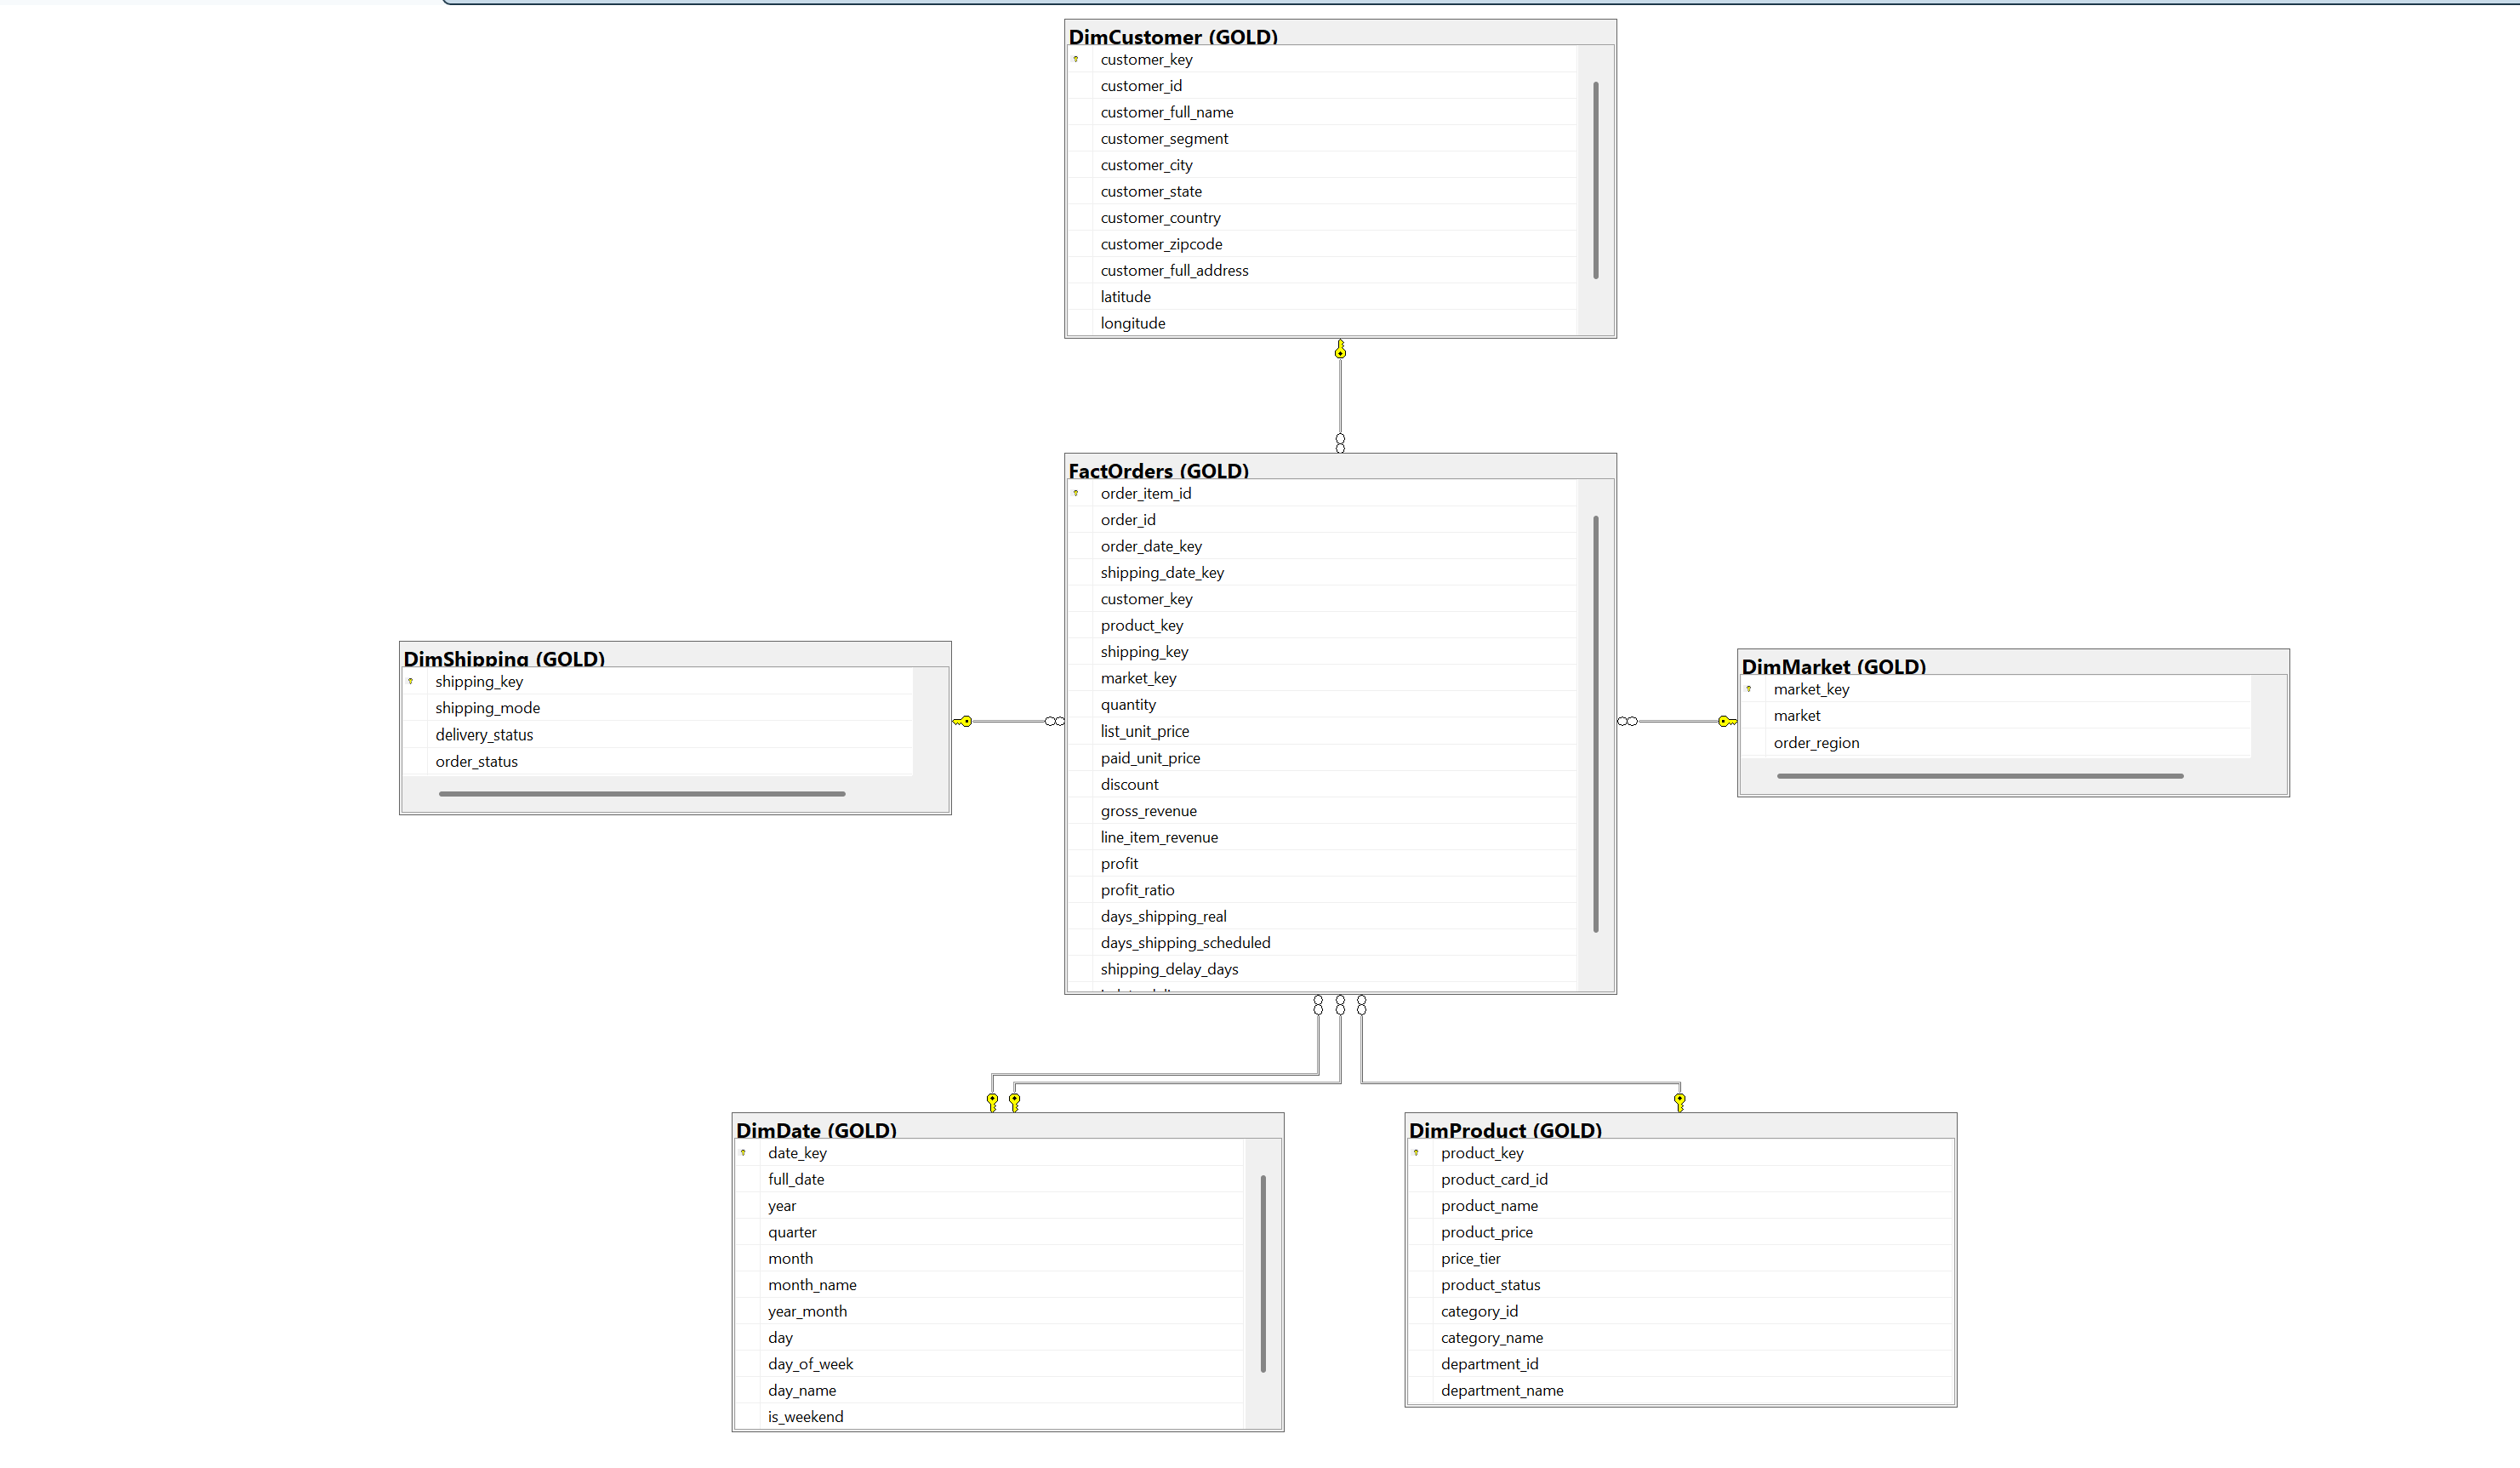 DimCustomer (GOLD)
customer_key
customer_id
customer_full_name
customer_segment
customer_city
customer_state
customer_country
customer_zipcode
customer_full_address
latitude
longitude
FactOrders (GOLD)
order_item_id
order_id
order_date_key
shipping_date_key
customer_key
product_key
shipping_key
market_key
quantity
list_unit_price
paid_unit_price
discount
gross_revenue
line_item_revenue
profit
profit_ratio
days_shipping_real
days_shipping_scheduled
shipping_delay_days
DimShipping (GOLD)
shipping_key
shipping_mode
delivery_status
order_status
DimMarket (GOLD)
market_key
market
order_region
DimDate (GOLD)
date_key
full_date
year
quarter
month
month_name
year_month
day
day_of_week
day_name
is_weekend
DimProduct (GOLD)
product_key
product_card_id
product_name
product_price
price_tier
product_status
category_id
category_name
department_id
department_name